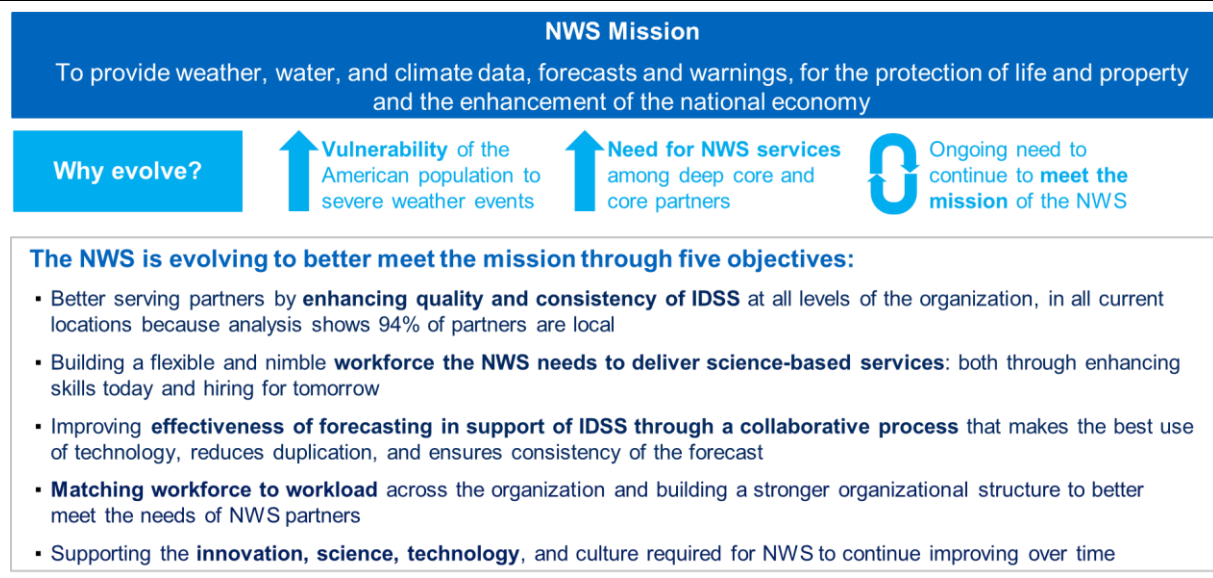 NWS Mission
To provide weather, water, and climate data, forecasts and warnings, for the protection of life and property
and the enhancement of the national economy
Why evolve?
Vulnerability of the
American population to
severe weather events
Need for NWS services
among deep core and
core partners
Ongoing need to
continue to meet the
mission of the NWS
The NWS is evolving to better meet the mission through five objectives:
▪ Better serving partners by enhancing quality and consistency of IDSS at all levels of the organization, in all current
locations because analysis shows 94% of partners are local
▪ Building a flexible and nimble workforce the NWS needs to deliver science-based services: both through enhancing
skills today and hiring for tomorrow
▪ Improving effectiveness of forecasting in support of IDSS through a collaborative process that makes the best use
of technology, reduces duplication, and ensures consistency of the forecast
▪ Matching workforce to workload across the organization and building a stronger organizational structure to better
meet the needs of NWS partners
▪ Supporting the innovation, science, technology, and culture required for NWS to continue improving over time